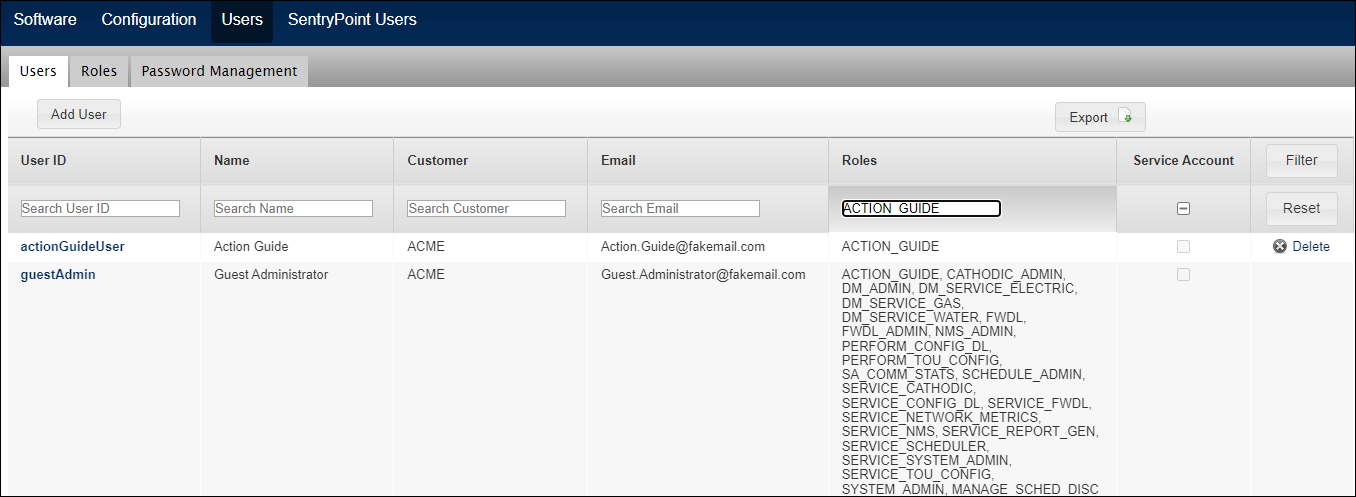 Software Configuration Users SentryPoint Users
Users Roles Password Management
Add User Export
User ID Name Customer Email Roles Service Account Filter
Search User ID Search Name Search Customer Search Email ACTION_GUIDE Reset
actionGuideUser Action Guide ACME Action.Guide@fakemail.com ACTION_GUIDE Delete
guestAdmin Guest Administrator ACME Guest.Administrator@fakemail.com ACTION_GUIDE, CATHODIC_ADMIN,
DM_ADMIN, DM_SERVICE_ELECTRIC,
DM_SERVICE_GAS,
DM_SERVICE_WATER, FWDL,
FWDL_ADMIN, NMS_ADMIN,
PERFORM_CONFIG_DL,
PERFORM_TOU_CONFIG,
SA_COMM_STATS, SCHEDULE_ADMIN,
SERVICE_CATHODIC,
SERVICE_CONFIG_DL, SERVICE_FWDL,
SERVICE_NETWORK_METRICS,
SERVICE_NMS, SERVICE_REPORT_GEN,
SERVICE_SCHEDULER,
SERVICE_SYSTEM_ADMIN,
SERVICE_TOU_CONFIG,
SYSTEM_ADMIN, MANAGE_SCHED_DISC